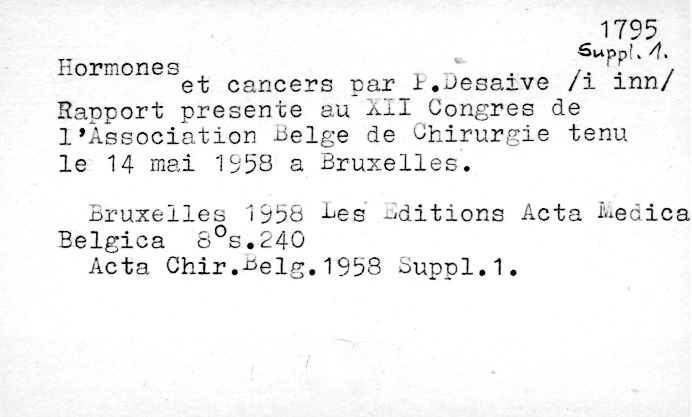 1795
Suppl. 1.
Hormones
et cancers par P.Desaive /i inn/
Rapport presente au XII Congres de
l'Association Belge de Chirurgie tenu
le 14 mai 1958 a Bruxelles.
Bruxelles 1958 Les Editions Acta Medica
Belgica 8°s.240
Acta Chir.Belg.1958 Suppl.1.